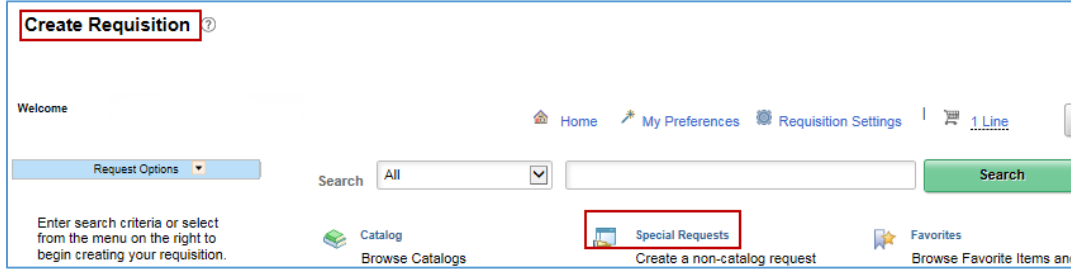 Create Requisition ?
Welcome
Home My Preferences Requisition Settings | 1 Line
Request Options
Search All Search
Enter search criteria or select
from the menu on the right to
begin creating your requisition.
Catalog
Browse Catalogs
Special Requests
Create a non-catalog request
Favorites
Browse Favorite Items and